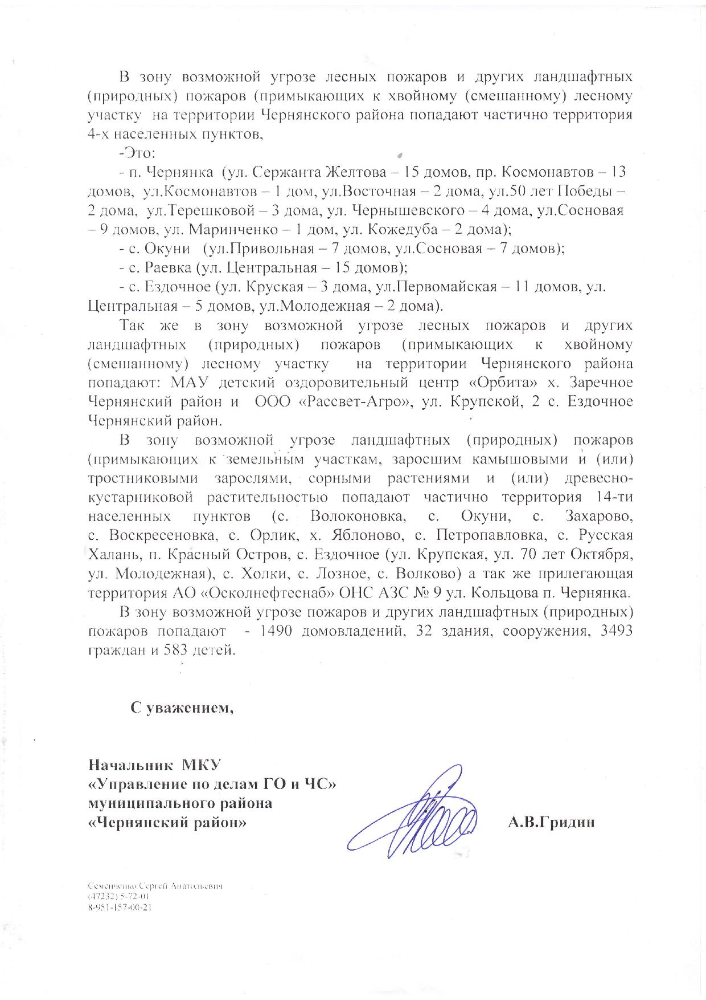 В зону возможной угрозе лесных пожаров и других ландшафтных
(природных) пожаров (примыкающих к хвойному (смешанному) лесному
участку на территории Чернянского района попадают частично территория
4-х населенных пунктов,
-Это:
- п. Чернянка (ул. Сержанта Желтова – 15 домов, пр. Космонавтов – 13
домов, ул.Космонавтов – 1 дом, ул.Восточная – 2 дома, ул.50 лет Победы –
2 дома, ул.Терешковой – 3 дома, ул. Чернышевского – 4 дома, ул.Сосновая
– 9 домов, ул. Маринченко – 1 дом, ул. Кожедуба – 2 дома);
- с. Окуни (ул.Привольная – 7 домов, ул.Сосновая – 7 домов);
- с. Раевка (ул. Центральная – 15 домов);
- с. Ездочное (ул. Круская – 3 дома, ул.Первомайская – 11 домов, ул.
Центральная – 5 домов, ул.Молодежная – 2 дома).
Так же в зону возможной угрозе лесных пожаров и других
ландшафтных (природных) пожаров (примыкающих к хвойному
(смешанному) лесному участку на территории Чернянского района
попадают: МАУ детский оздоровительный центр «Орбита» х. Заречное
Чернянский район и ООО «Рассвет-Агро», ул. Крупской, 2 с. Ездочное
Чернянский район.
В зону возможной угрозе ландшафтных (природных) пожаров
(примыкающих к земельным участкам, заросшим камышовыми и (или)
тростниковыми зарослями, сорными растениями и (или) древесно-
кустарниковой растительностью попадают частично территория 14-ти
населенных пунктов (с. Волоконовка, с. Окуни, с. Захарово,
с. Воскресеновка, с. Орлик, х. Яблоново, с. Петропавловка, с. Русская
Халань, п. Красный Остров, с. Ездочное (ул. Крупская, ул. 70 лет Октября,
ул. Молодежная), с. Холки, с. Лозное, с. Волково) а так же прилегающая
территория АО «Осколнефтеснаб» ОНС АЗС № 9 ул. Кольцова п. Чернянка.
В зону возможной угрозе пожаров и других ландшафтных (природных)
пожаров попадают - 1490 домовладений, 32 здания, сооружения, 3493
граждан и 583 детей.
С уважением,
Начальник МКУ
«Управление по делам ГО и ЧС»
муниципального района
«Чернянский район» А.В.Гридин
Семенченко Сергей Анатольевич
(47232) 5-72-01
8-951-157-00-21